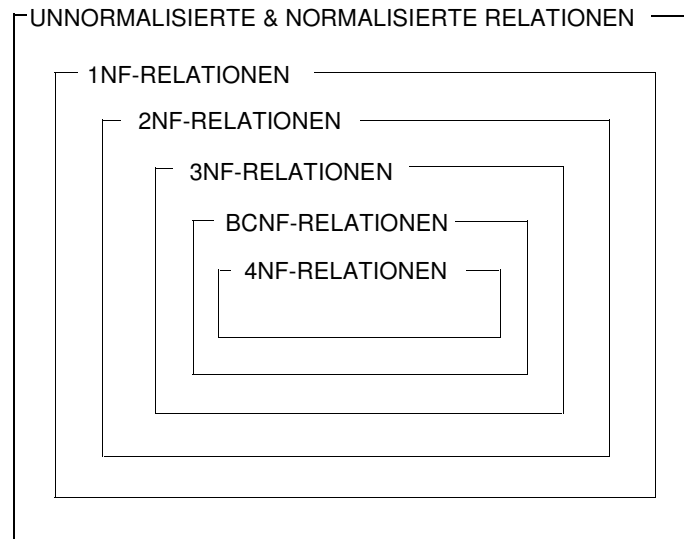 UNNORMALISIERTE & NORMALISIERTE RELATIONEN
1NF-RELATIONEN
2NF-RELATIONEN
3NF-RELATIONEN
BCNF-RELATIONEN
4NF-RELATIONEN